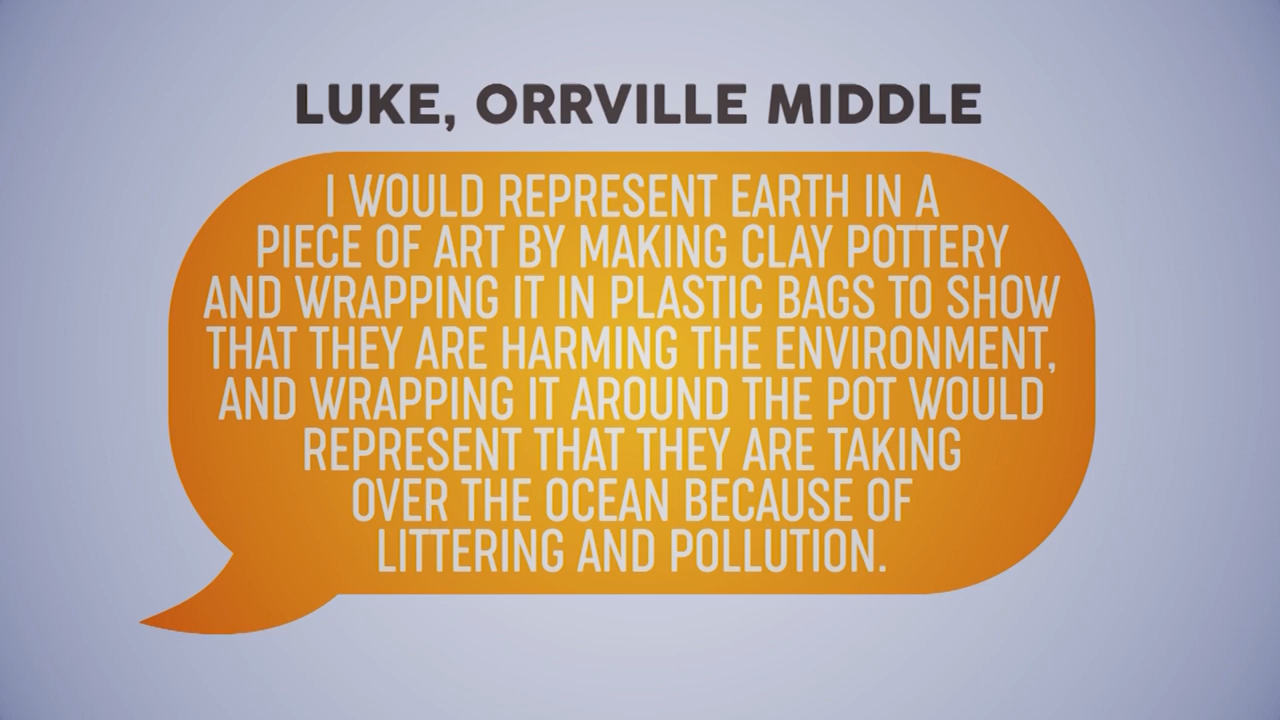 LUKE, ORRVILLE MIDDLE
I WOULD REPRESENT EARTH IN A
PIECE OF ART BY MAKING CLAY POTTERY
AND WRAPPING IT IN PLASTIC BAGS TO SHOW
THAT THEY ARE HARMING THE ENVIRONMENT,
AND WRAPPING IT AROUND THE POT WOULD
REPRESENT THAT THEY ARE TAKING
OVER THE OCEAN BECAUSE OF
LITTERING AND POLLUTION.